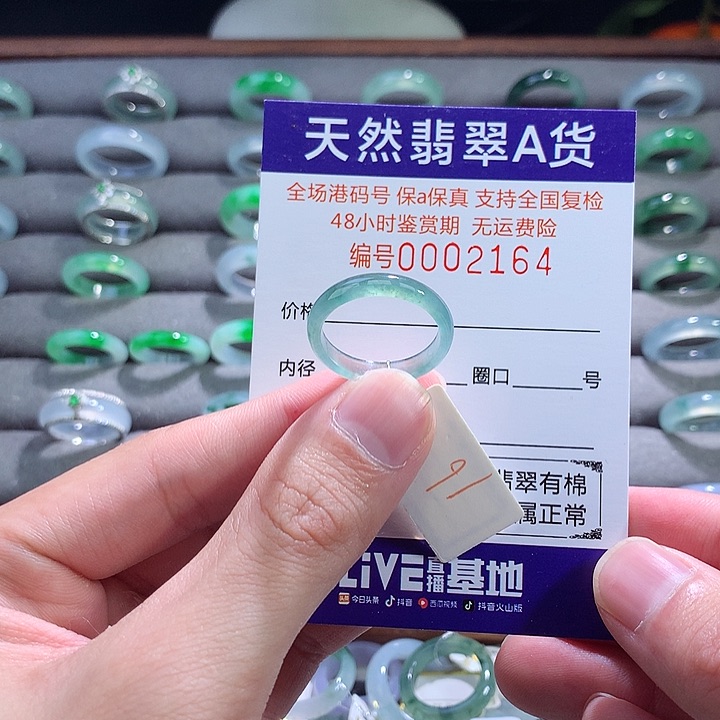 天然翡翠A货
全场港码号 保a保真 支持全国复检
48小时鉴赏期 无运费险
编号0002164
价格
内径 圈口 号
91
翡翠有棉
属正常
LIVE直播基地
头条 今日头条 抖音 西瓜视频 抖音火山版